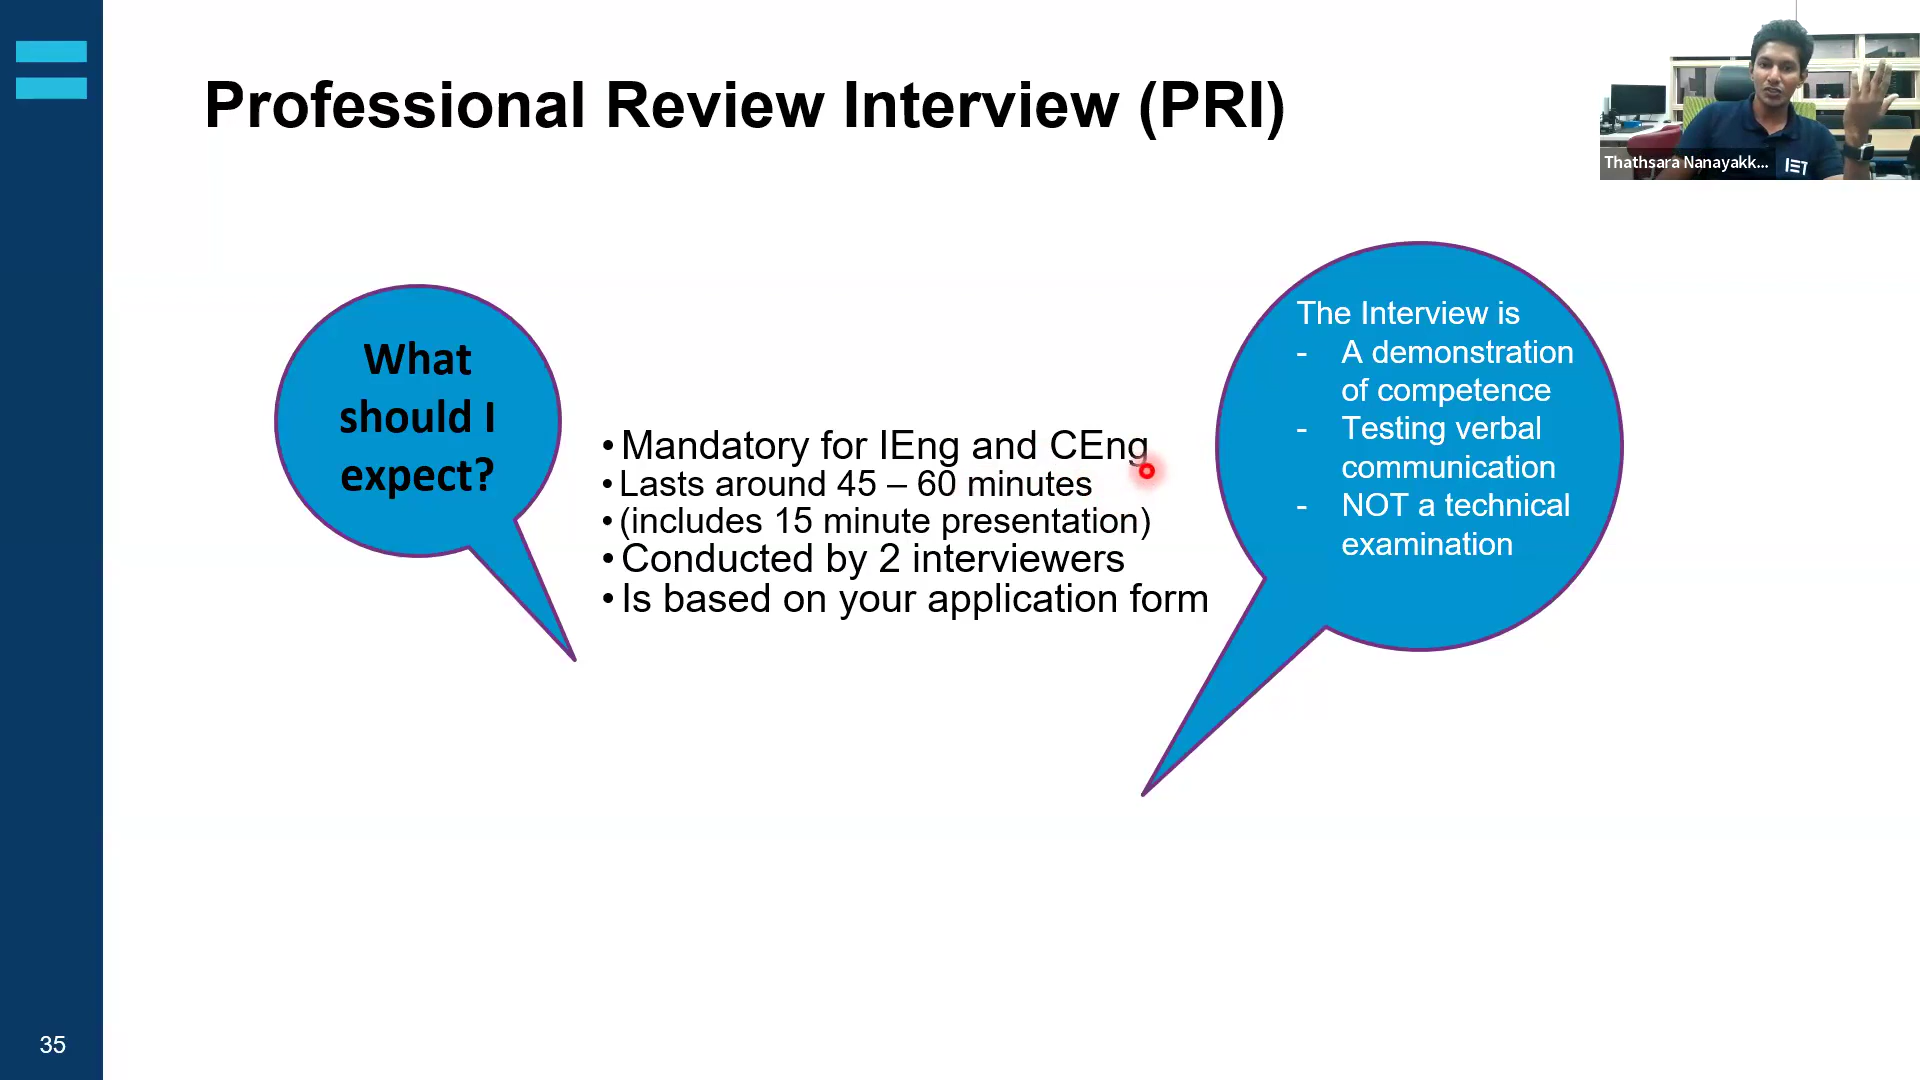 Professional Review Interview (PRI)
Thathsara Nanayakk...
IET
What
should I
expect?
• Mandatory for IEng and CEng
• Lasts around 45 – 60 minutes
• (includes 15 minute presentation)
• Conducted by 2 interviewers
• Is based on your application form
The Interview is
- A demonstration
of competence
- Testing verbal
communication
- NOT a technical
examination
35